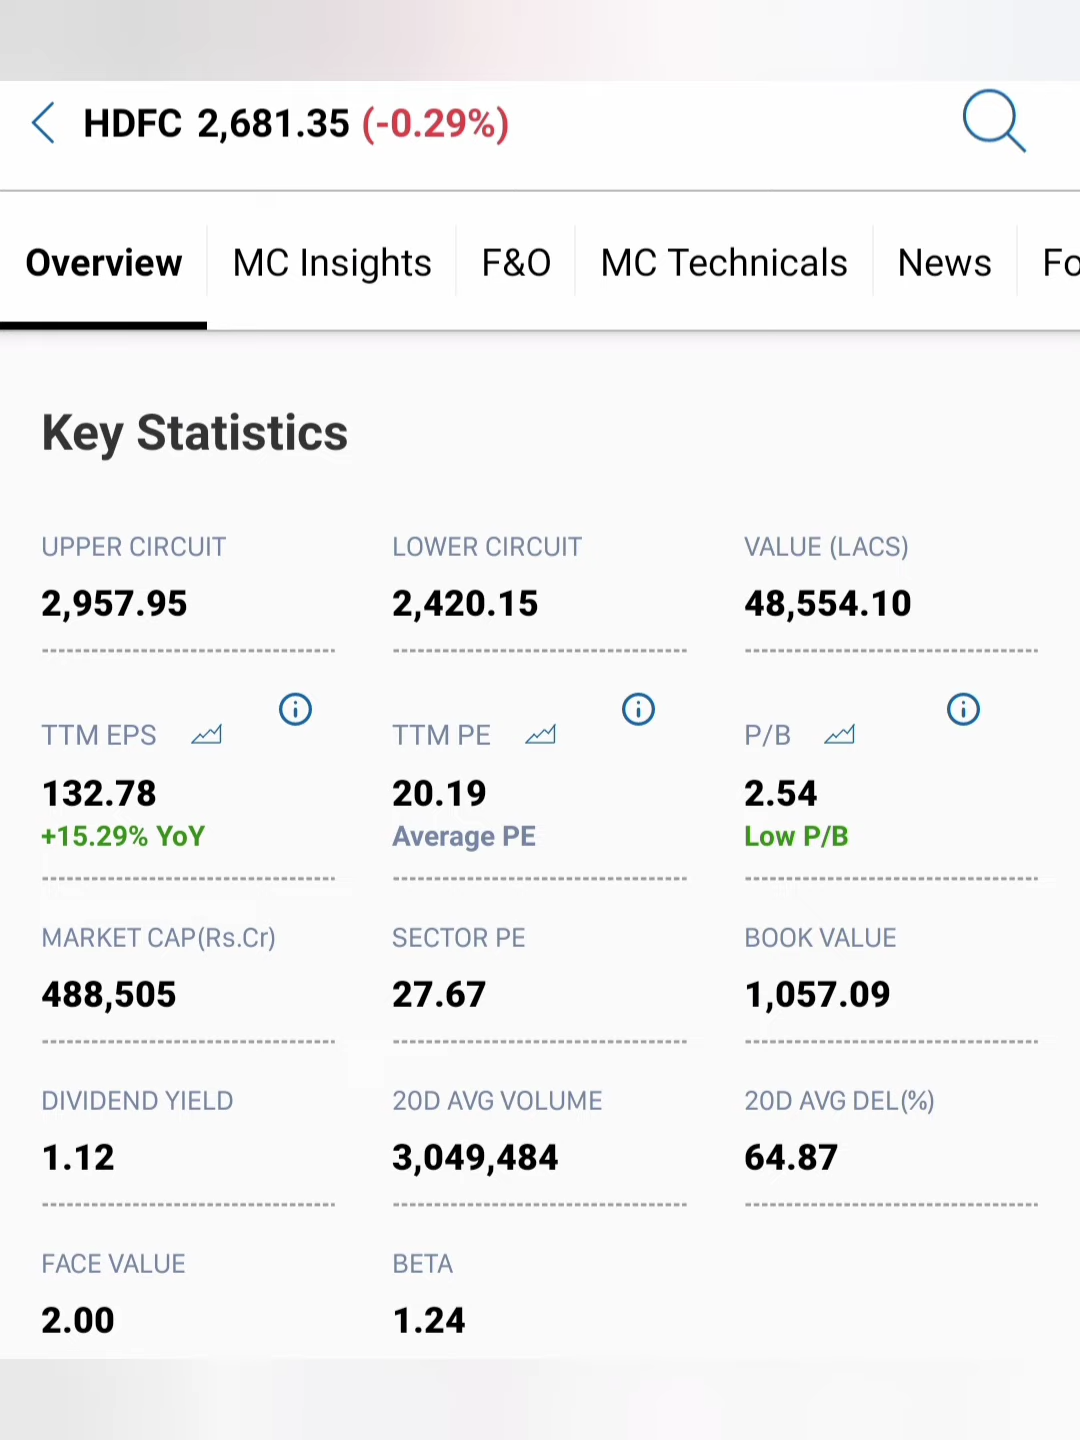 HDFC 2,681.35 (-0.29%)
Overview MC Insights F&O MC Technicals News Fo
Key Statistics
UPPER CIRCUIT LOWER CIRCUIT VALUE (LACS)
2,957.95 2,420.15 48,554.10
TTM EPS TTM PE P/B
132.78 20.19 2.54
+15.29% YoY Average PE Low P/B
MARKET CAP(Rs.Cr) SECTOR PE BOOK VALUE
488,505 27.67 1,057.09
DIVIDEND YIELD 20D AVG VOLUME 20D AVG DEL(%)
1.12 3,049,484 64.87
FACE VALUE BETA
2.00 1.24